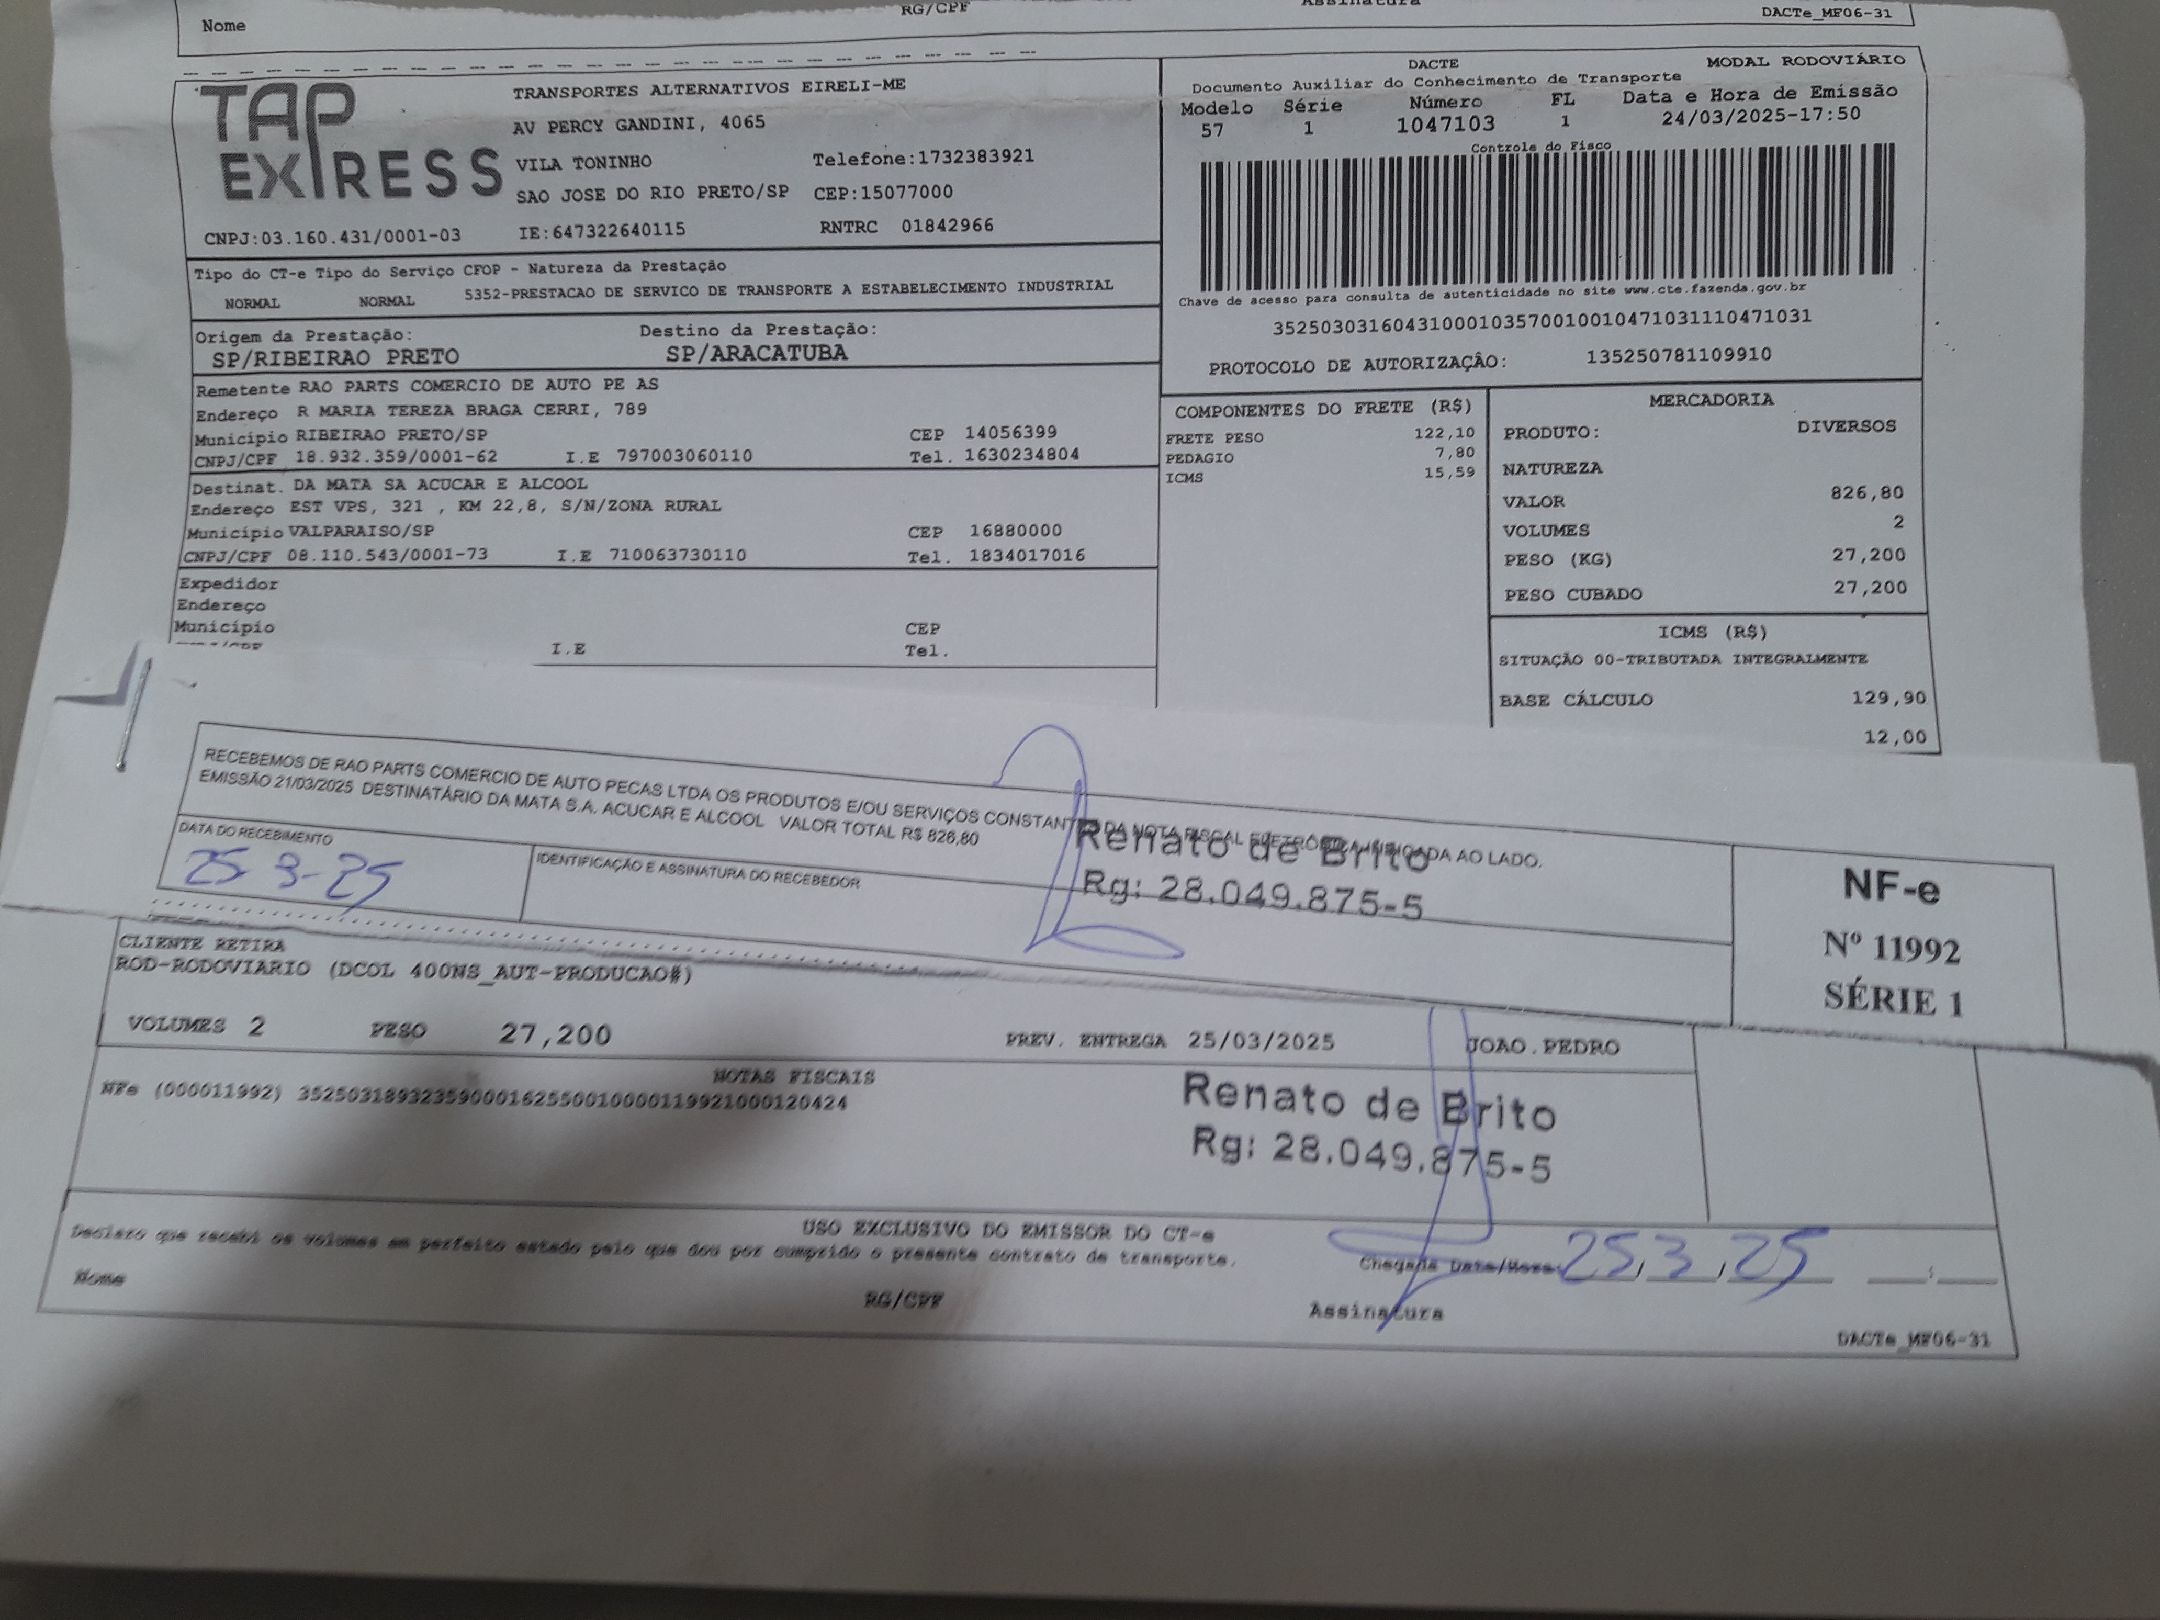 Nome RG/CPF Assinatura DACTe_MF06-31
TAP EXPRESS
TRANSPORTES ALTERNATIVOS EIRELI-ME
AV PERCY GANDINI, 4065
VILA TONINHO Telefone:1732383921
SAO JOSE DO RIO PRETO/SP CEP:15077000
CNPJ:03.160.431/0001-03 IE:647322640115 RNTRC 01842966
DACTE MODAL RODOVIÁRIO
Documento Auxiliar do Conhecimento de Transporte
Modelo Série Número FL Data e Hora de Emissão
57 1 1047103 1 24/03/2025-17:50
Controle do Fisco
Chave de acesso para consulta de autenticidade no site www.cte.fazenda.gov.br
35250303160431000103570010010471031110471031
PROTOCOLO DE AUTORIZAÇÂO: 135250781109910
Tipo do CT-e Tipo do Serviço CFOP - Natureza da Prestação
NORMAL NORMAL 5352-PRESTACAO DE SERVICO DE TRANSPORTE A ESTABELECIMENTO INDUSTRIAL
Origem da Prestação: Destino da Prestação:
SP/RIBEIRAO PRETO SP/ARACATUBA
Remetente RAO PARTS COMERCIO DE AUTO PE AS
Endereço R MARIA TEREZA BRAGA CERRI, 789
Município RIBEIRAO PRETO/SP CEP 14056399
CNPJ/CPF 18.932.359/0001-62 I.E 797003060110 Tel. 1630234804
Destinat. DA MATA SA ACUCAR E ALCOOL
Endereço EST VPS, 321 , KM 22,8, S/N/ZONA RURAL
Município VALPARAISO/SP CEP 16880000
CNPJ/CPF 08.110.543/0001-73 I.E 710063730110 Tel. 1834017016
Expedidor
Endereço
Município CEP
I.E Tel.
COMPONENTES DO FRETE (R$)
FRETE PESO 122,10
PEDAGIO 7,80
ICMS 15,59
MERCADORIA
PRODUTO: DIVERSOS
NATUREZA
VALOR 826,80
VOLUMES 2
PESO (KG) 27,200
PESO CUBADO 27,200
ICMS (R$)
SITUAÇÃO 00-TRIBUTADA INTEGRALMENTE
BASE CÁLCULO 129,90
12,00
RECEBEMOS DE RAO PARTS COMERCIO DE AUTO PECAS LTDA OS PRODUTOS E/OU SERVIÇOS CONSTANTES DA NOTA FISCAL ELETRÔNICA INDICADA AO LADO.
EMISSÃO 21/03/2025 DESTINATÁRIO DA MATA S.A. ACUCAR E ALCOOL VALOR TOTAL R$ 826,80
DATA DO RECEBIMENTO IDENTIFICAÇÃO E ASSINATURA DO RECEBEDOR
25-3-25
Renato de Brito
Rg: 28.049.875-5
NF-e
Nº 11992
SÉRIE 1
CLIENTE RETIRA
ROD-RODOVIARIO (DCOL 400NS_AUT-PRODUCAO#)
VOLUMES 2 PESO 27,200 PREV. ENTREGA 25/03/2025 JOAO.PEDRO
NOTAS FISCAIS
NFe (000011992) 35250318932359000162550010000119921000120424
Renato de Brito
Rg: 28.049.875-5
USO EXCLUSIVO DO EMISSOR DO CT-e
Declaro que recebi os volumes em perfeito estado pelo que dou por cumprido o presente contrato de transporte.
Chegada Data/Hora 25, 3, 25 :
Nome RG/CPF Assinatura
DACTe_MF06-31